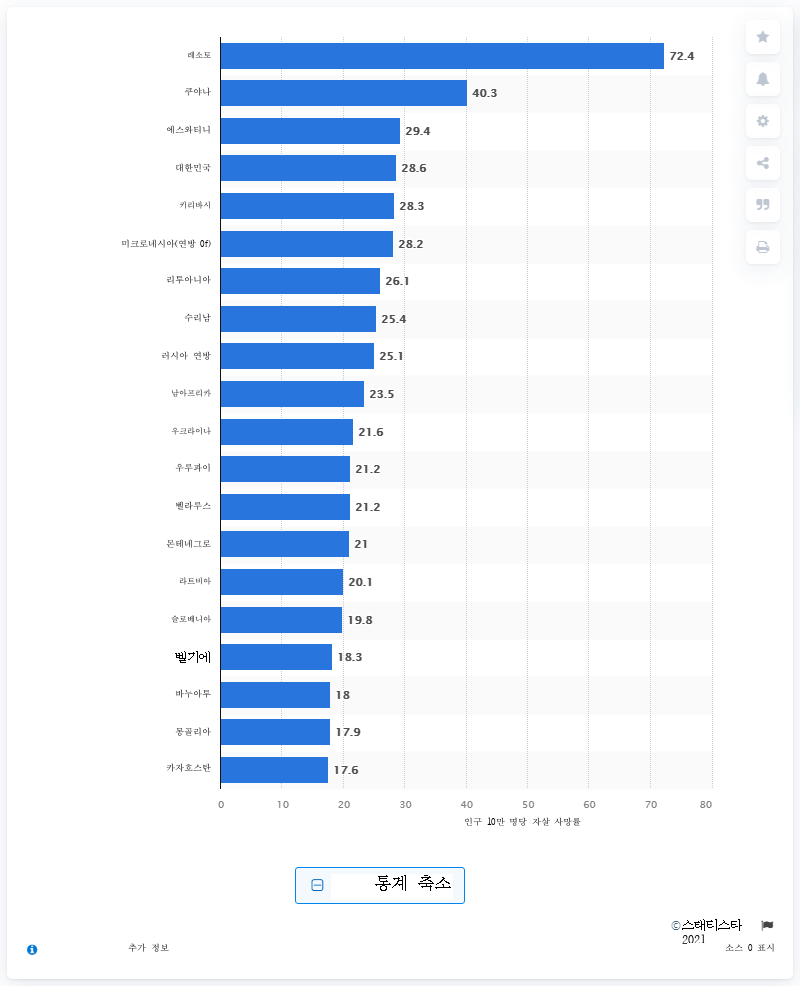 레소토 72.4
쿠야나 40.3
에스와티니 29.4
대한민국 28.6
키리바시 28.3
미크로네시아(연방 0f) 28.2
리투아니아 26.1
수리남 25.4
러시아 연방 25.1
남아프리카 23.5
우크라이나 21.6
우루과이 21.2
벨라루스 21.2
몬테네그로 21
라트비아 20.1
슬로베니아 19.8
벨기에 18.3
바누아투 18
몽골리아 17.9
카자흐스탄 17.6
0 10 20 30 40 50 60 70 80
인구 10만 명당 자살 사망률
통계 축소
©스태티스타
2021
추가 정보
소스 0 표시